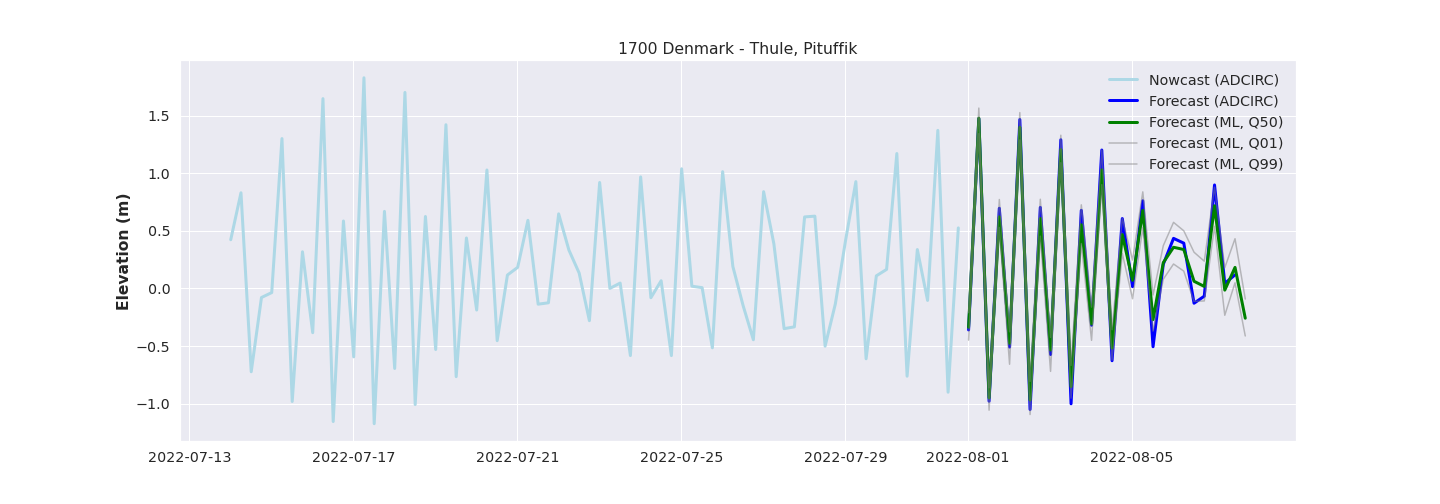 1700 Denmark - Thule, Pituffik
Nowcast (ADCIRC)
Forecast (ADCIRC)
Forecast (ML, Q50)
Forecast (ML, Q01)
Forecast (ML, Q99)
Elevation (m)
1.5
1.0
0.5
0.0
−0.5
−1.0
2022-07-13 2022-07-17 2022-07-21 2022-07-25 2022-07-29 2022-08-01 2022-08-05